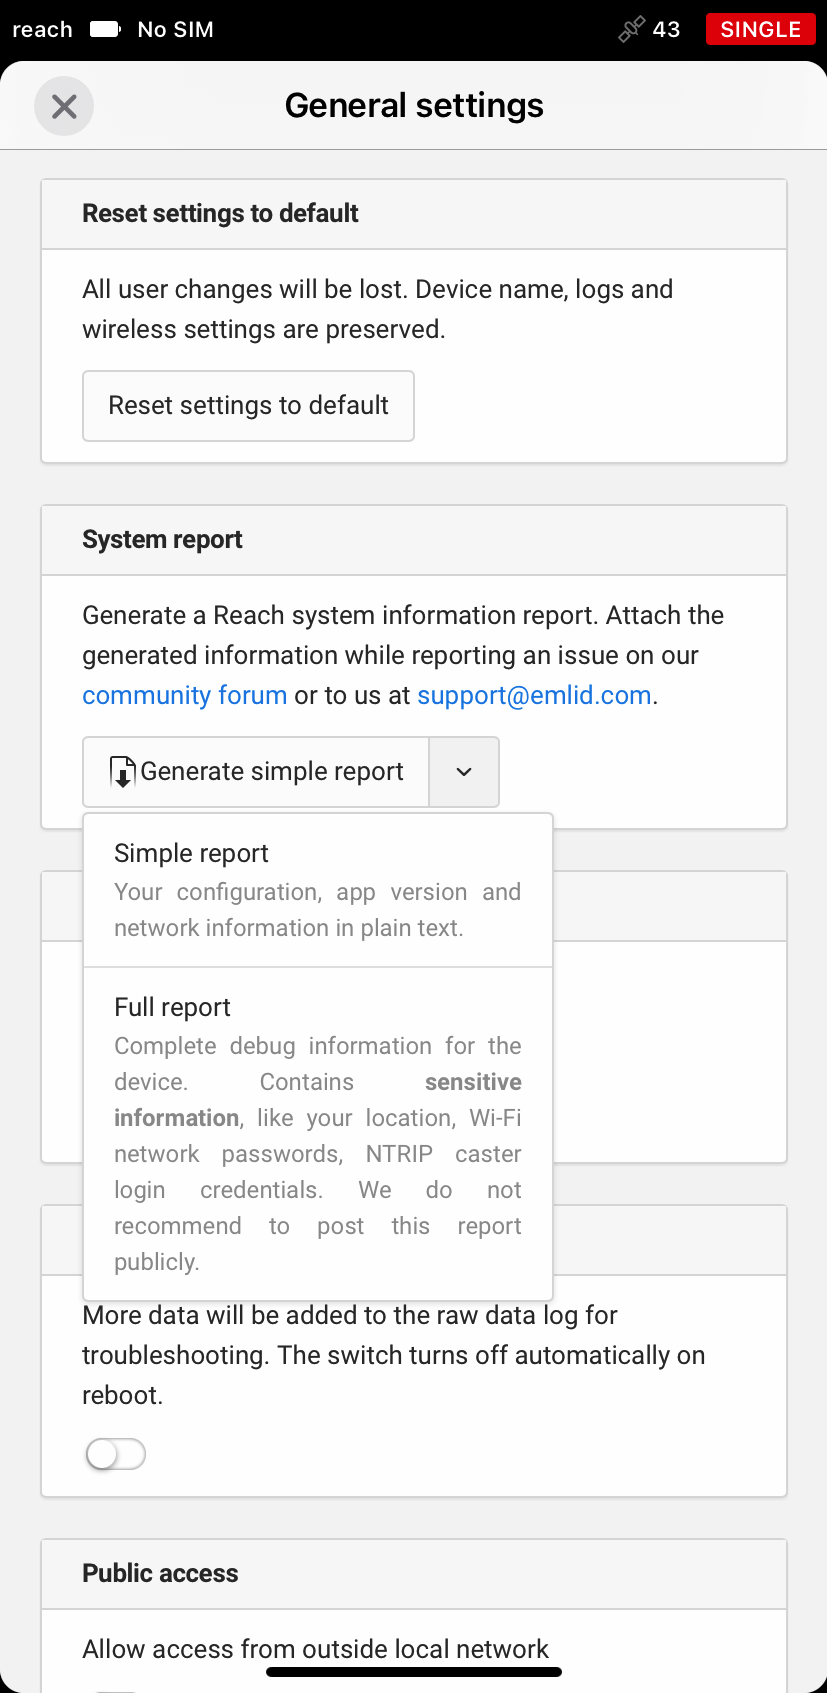 reach No SIM 43 SINGLE
General settings
Reset settings to default
All user changes will be lost. Device name, logs and
wireless settings are preserved.
Reset settings to default
System report
Generate a Reach system information report. Attach the
generated information while reporting an issue on our
community forum or to us at support@emlid.com.
Generate simple report
Simple report
Your configuration, app version and
network information in plain text.
Full report
Complete debug information for the
device. Contains sensitive
information, like your location, Wi-Fi
network passwords, NTRIP caster
login credentials. We do not
recommend to post this report
publicly.
More data will be added to the raw data log for
troubleshooting. The switch turns off automatically on
reboot.
Public access
Allow access from outside local network